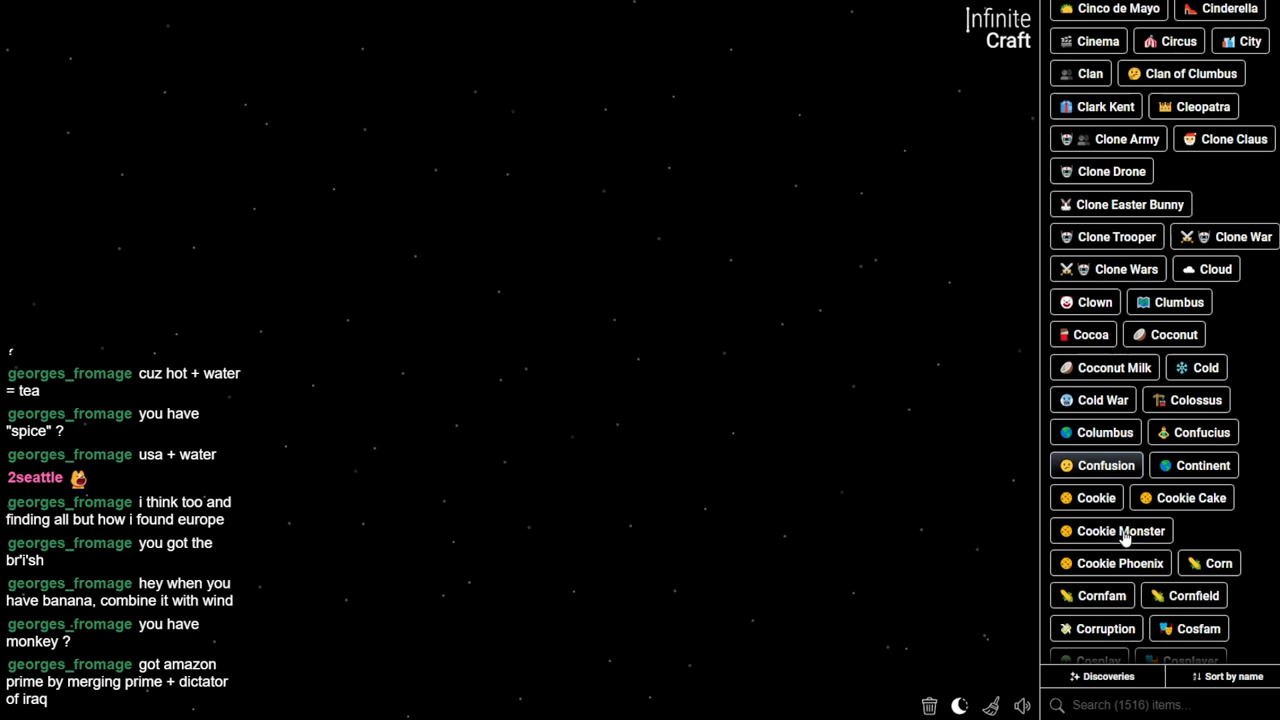 Infinite
Craft
?
georges_fromage cuz hot + water
= tea
georges_fromage you have
"spice" ?
georges_fromage usa + water
2seattle
georges_fromage i think too and
finding all but how i found europe
georges_fromage you got the
br'i'sh
georges_fromage hey when you
have banana, combine it with wind
georges_fromage you have
monkey ?
georges_fromage got amazon
prime by merging prime + dictator
of iraq
Cinco de Mayo Cinderella
Cinema Circus City
Clan Clan of Clumbus
Clark Kent Cleopatra
Clone Army Clone Claus
Clone Drone
Clone Easter Bunny
Clone Trooper Clone War
Clone Wars Cloud
Clown Clumbus
Cocoa Coconut
Coconut Milk Cold
Cold War Colossus
Columbus Confucius
Confusion Continent
Cookie Cookie Cake
Cookie Monster
Cookie Phoenix Corn
Cornfam Cornfield
Corruption Cosfam
Cosplay Cosplayer
Discoveries Sort by name
Search (1516) items...